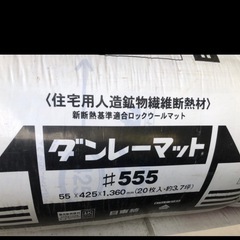 〈住宅用人造鉱物繊維断熱材〉
新断熱基準適合ロックウールマット
ダンレーマット
#555
55×425×1,360mm(20枚入・約3.7坪)